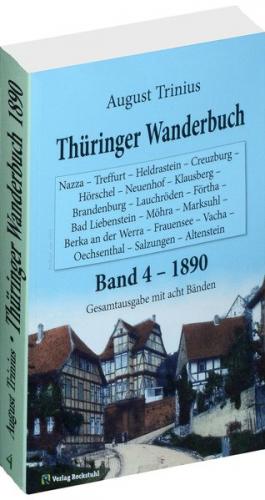 August Trinius
Thüringer Wanderbuch
Nazza – Treffurt – Heldrastein – Creuzburg –
Hörschel – Neuenhof – Klausberg –
Brandenburg – Lauchröden – Förtha –
Bad Liebenstein – Möhra – Marksuhl –
Berka an der Werra – Frauensee – Vacha –
Oechsenthal – Salzungen – Altenstein
Band 4 – 1890
Gesamtausgabe mit acht Bänden
Verlag Rockstuhl
August Trinius • Thüringer Wanderbuch 1890
4